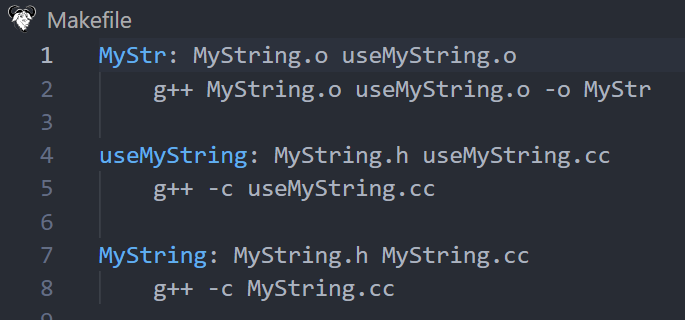 Makefile
1 MyStr: MyString.o useMyString.o
2 g++ MyString.o useMyString.o -o MyStr
3
4 useMyString: MyString.h useMyString.cc
5 g++ -c useMyString.cc
6
7 MyString: MyString.h MyString.cc
8 g++ -c MyString.cc
9